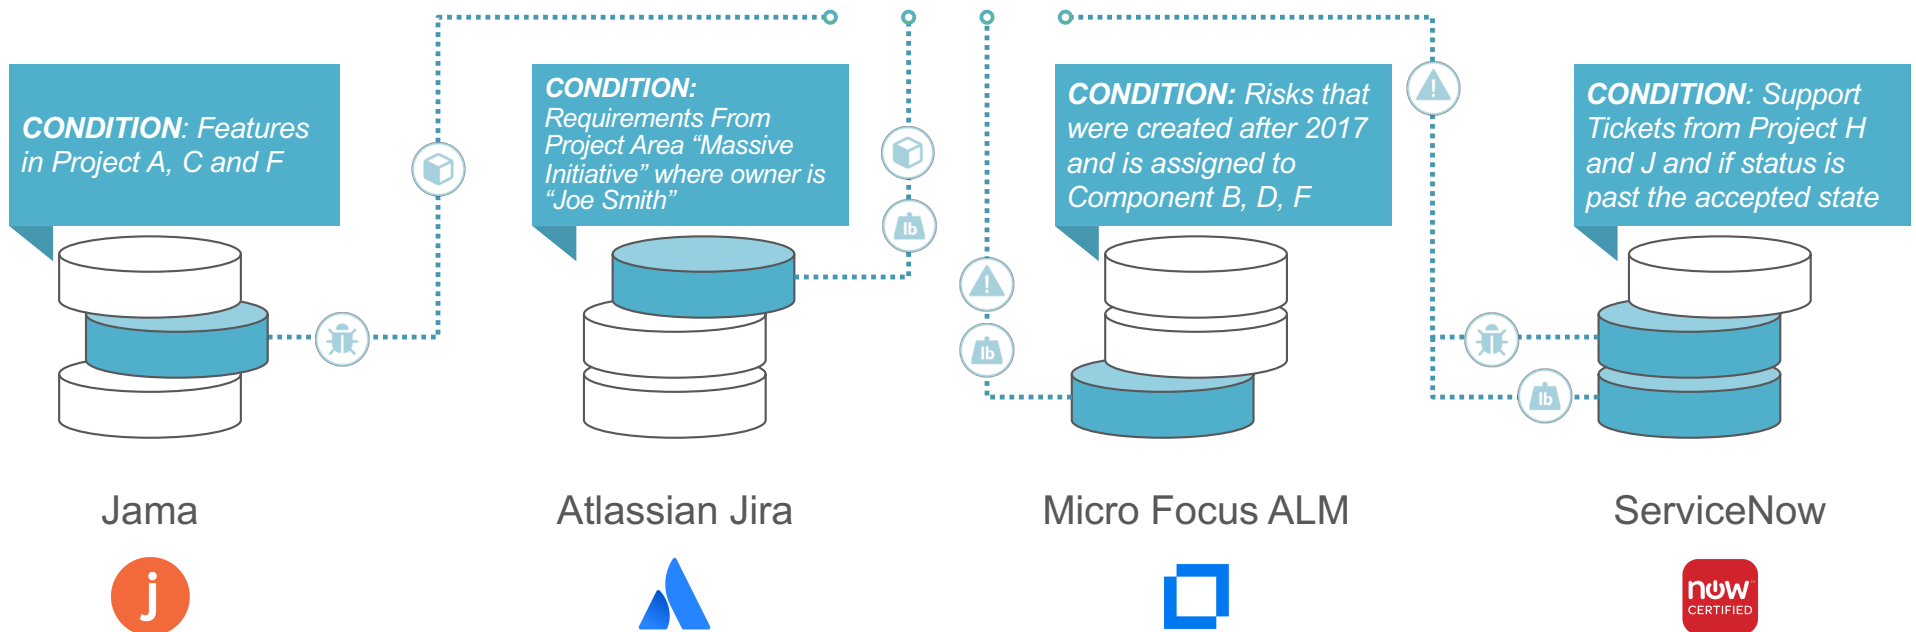 CONDITION: Features
in Project A, C and F
CONDITION:
Requirements From
Project Area “Massive
Initiative” where owner is
“Joe Smith”
CONDITION: Risks that
were created after 2017
and is assigned to
Component B, D, F
CONDITION: Support
Tickets from Project H
and J and if status is
past the accepted state
lb
lb
lb
Jama
Atlassian Jira
Micro Focus ALM
ServiceNow
j
now
CERTIFIED